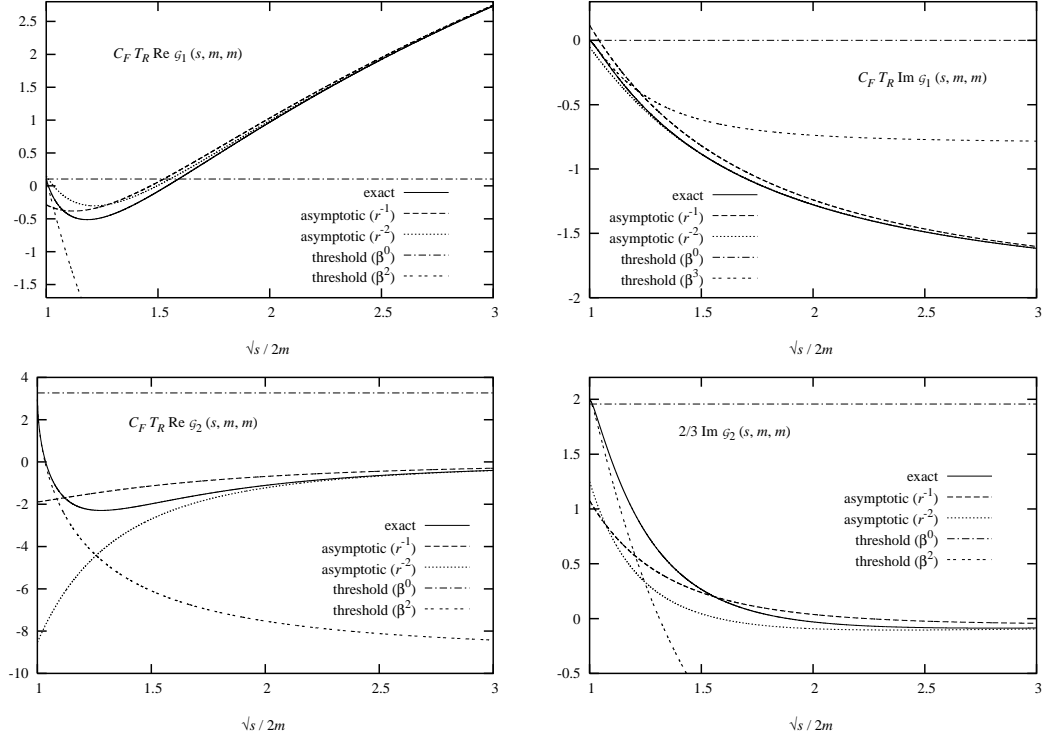 2.5
2
1.5
1
0.5
0
-0.5
-1
-1.5
C_F T_R Re G_1 (s, m, m)
exact
asymptotic (r^-1)
asymptotic (r^-2)
threshold (β^0)
threshold (β^2)
1 1.5 2 2.5 3
√s / 2m
0
-0.5
-1
-1.5
-2
C_F T_R Im G_1 (s, m, m)
exact
asymptotic (r^-1)
asymptotic (r^-2)
threshold (β^0)
threshold (β^3)
1 1.5 2 2.5 3
√s / 2m
4
2
0
-2
-4
-6
-8
-10
C_F T_R Re G_2 (s, m, m)
exact
asymptotic (r^-1)
asymptotic (r^-2)
threshold (β^0)
threshold (β^2)
1 1.5 2 2.5 3
√s / 2m
2
1.5
1
0.5
0
-0.5
2/3 Im G_2 (s, m, m)
exact
asymptotic (r^-1)
asymptotic (r^-2)
threshold (β^0)
threshold (β^2)
1 1.5 2 2.5 3
√s / 2m